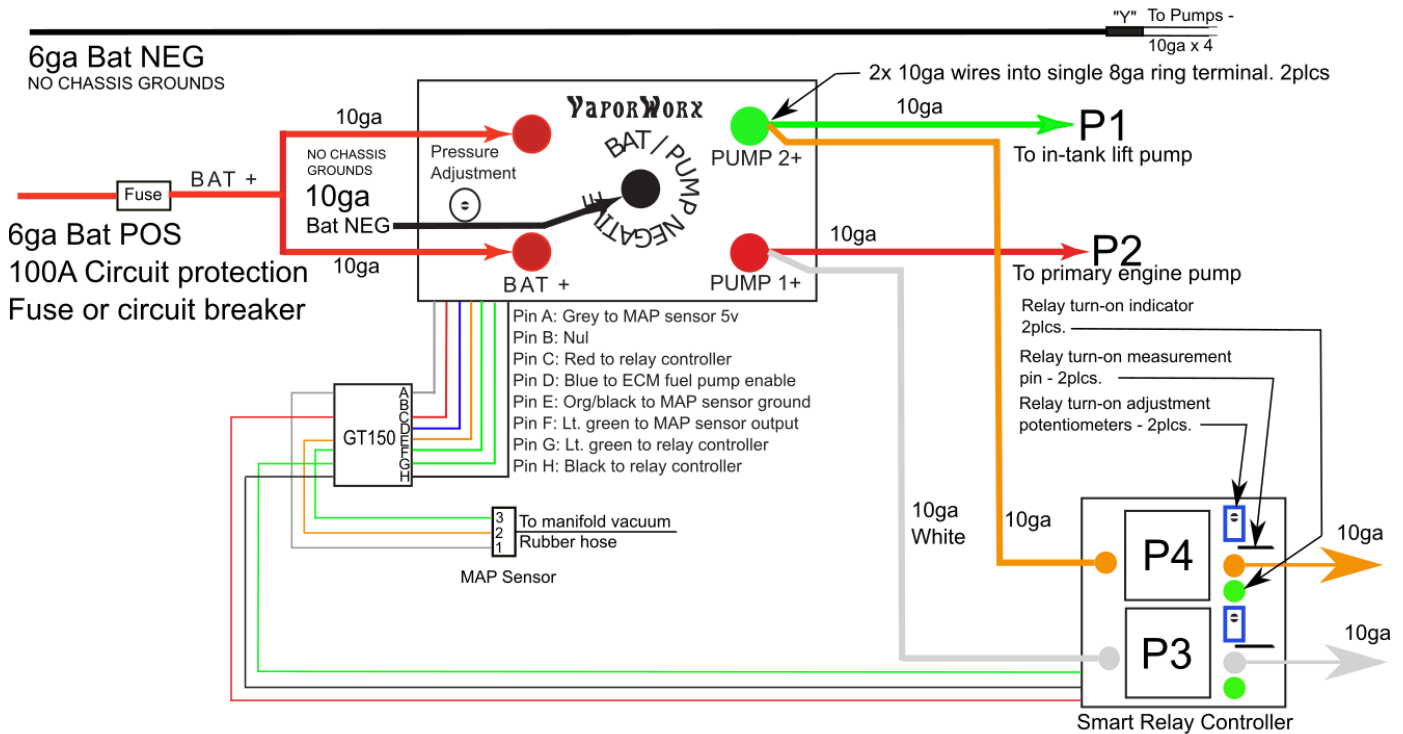 "Y" To Pumps -
10ga x 4
6ga Bat NEG
NO CHASSIS GROUNDS
2x 10ga wires into single 8ga ring terminal. 2plcs
VaporWorx
10ga
10ga
P1
To in-tank lift pump
PUMP 2+
BAT / PUMP NEGATIVE
Pressure
Adjustment
NO CHASSIS
GROUNDS
10ga
Bat NEG
Fuse
BAT +
6ga Bat POS
100A Circuit protection
Fuse or circuit breaker
10ga
BAT +
10ga
P2
To primary engine pump
PUMP 1+
Relay turn-on indicator
2plcs.
Relay turn-on measurement
pin - 2plcs.
Relay turn-on adjustment
potentiometers - 2plcs.
Pin A: Grey to MAP sensor 5v
Pin B: Nul
Pin C: Red to relay controller
Pin D: Blue to ECM fuel pump enable
Pin E: Org/black to MAP sensor ground
Pin F: Lt. green to MAP sensor output
Pin G: Lt. green to relay controller
Pin H: Black to relay controller
GT150
A
B
C
D
E
F
G
H
3
2
1
To manifold vacuum
Rubber hose
MAP Sensor
10ga
White
10ga
P4
10ga
P3
10ga
Smart Relay Controller